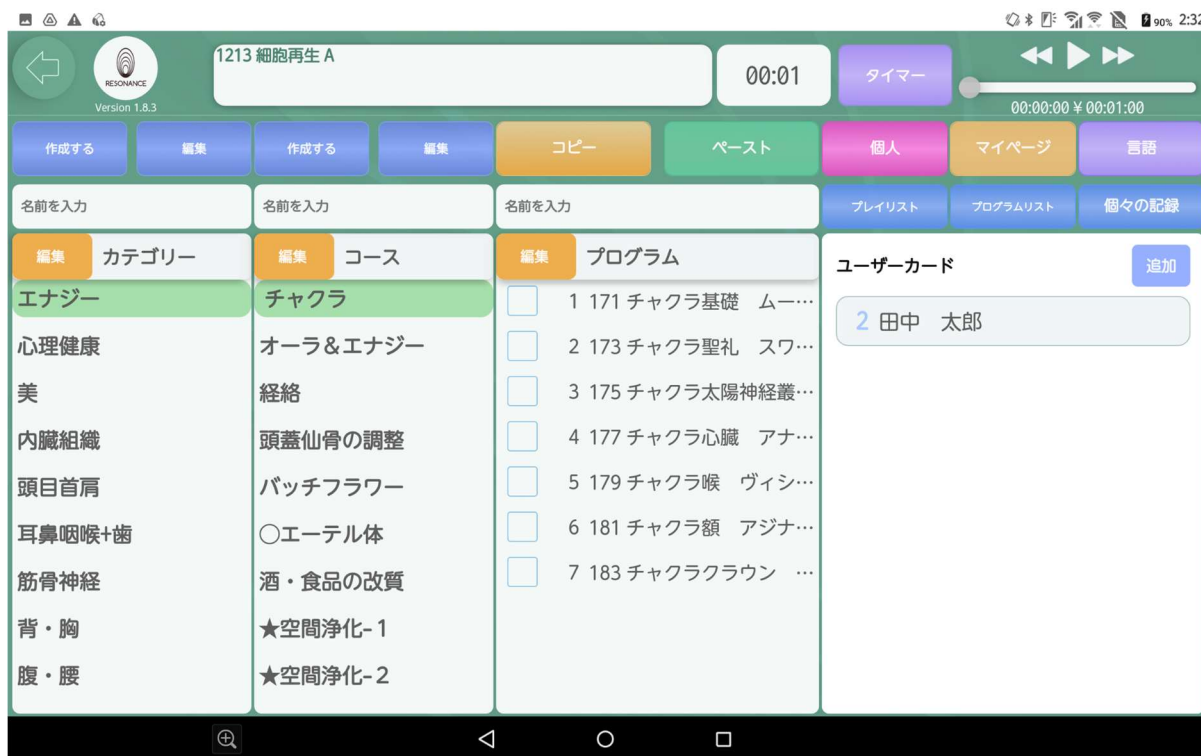 90% 2:32
RESONANCE
Version 1.8.3
1213 細胞再生 A
00:01
タイマー
00:00:00 ¥ 00:01:00
作成する 編集 作成する 編集 コピー ペースト 個人 マイページ 言語
名前を入力 名前を入力 名前を入力 プレイリスト プログラムリスト 個々の記録
編集 カテゴリー
エナジー
心理健康
美
内臓組織
頭目首肩
耳鼻咽喉+歯
筋骨神経
背・胸
腹・腰
編集 コース
チャクラ
オーラ&エナジー
経絡
頭蓋仙骨の調整
バッチフラワー
○エーテル体
酒・食品の改質
★空間浄化-1
★空間浄化-2
編集 プログラム
1 171 チャクラ基礎 ムー…
2 173 チャクラ聖礼 スワ…
3 175 チャクラ太陽神経叢…
4 177 チャクラ心臓 アナ…
5 179 チャクラ喉 ヴィシ…
6 181 チャクラ額 アジナ…
7 183 チャクラクラウン …
ユーザーカード 追加
2 田中 太郎